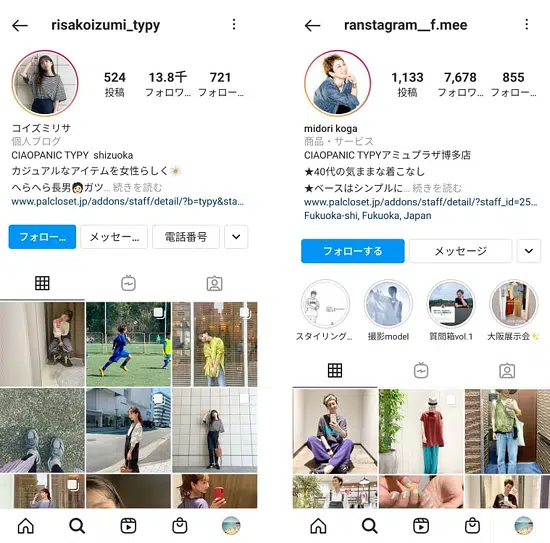 risakoizumi_typy
524
13.8千
721
投稿
フォロワ...
フォロー...
コイズミリサ
個人ブログ
CIAOPANIC TYPY shizuoka
カジュアルなアイテムを女性らしく
へらへら長男🧑🏻ガツ... 続きを読む
www.palcloset.jp/addons/staff/detail/?b=typy&sta...
フォロー...
メッセー...
電話番号
ranstagram__f.mee
1,133
7,678
855
投稿
フォロワ...
フォロー...
midori koga
商品・サービス
CIAOPANIC TYPYアミュプラザ博多店
★40代の気ままな着こなし
★ベースはシンプルに... 続きを読む
www.palcloset.jp/addons/staff/detail/?staff_id=25...
Fukuoka-shi, Fukuoka, Japan
フォローする
メッセージ
スタイリング...
撮影model
質問箱vol.1
大阪展示会✨